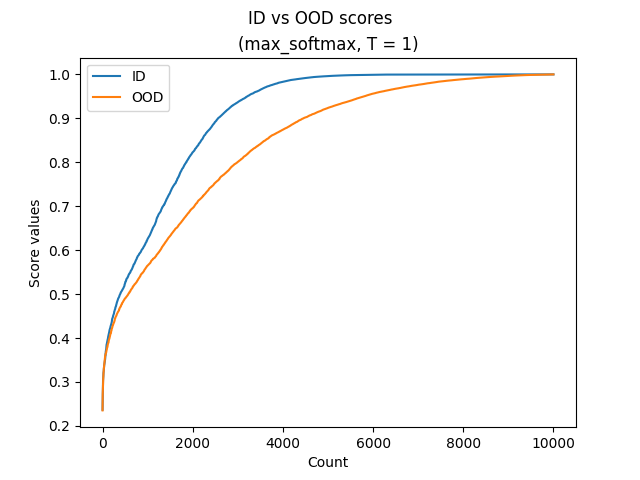 ID vs OOD scores
(max_softmax, T = 1)
ID
OOD
Score values
1.0
0.9
0.8
0.7
0.6
0.5
0.4
0.3
0.2
0
2000
4000
6000
8000
10000
Count